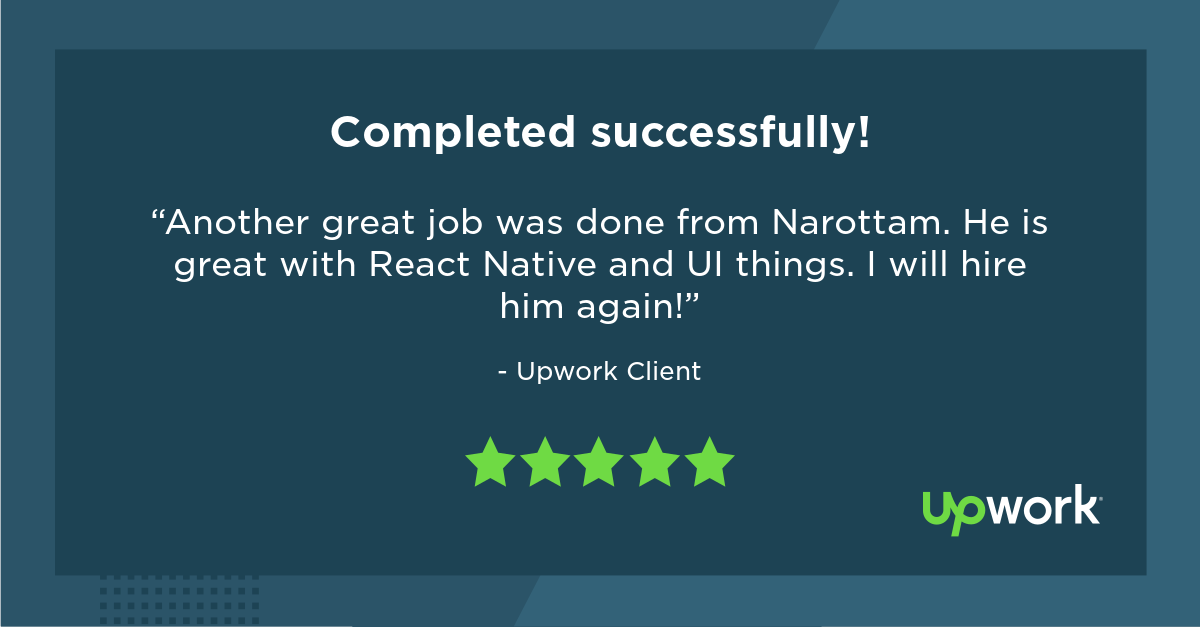 Completed successfully!
“Another great job was done from Narottam. He is
great with React Native and UI things. I will hire
him again!”
- Upwork Client
upwork